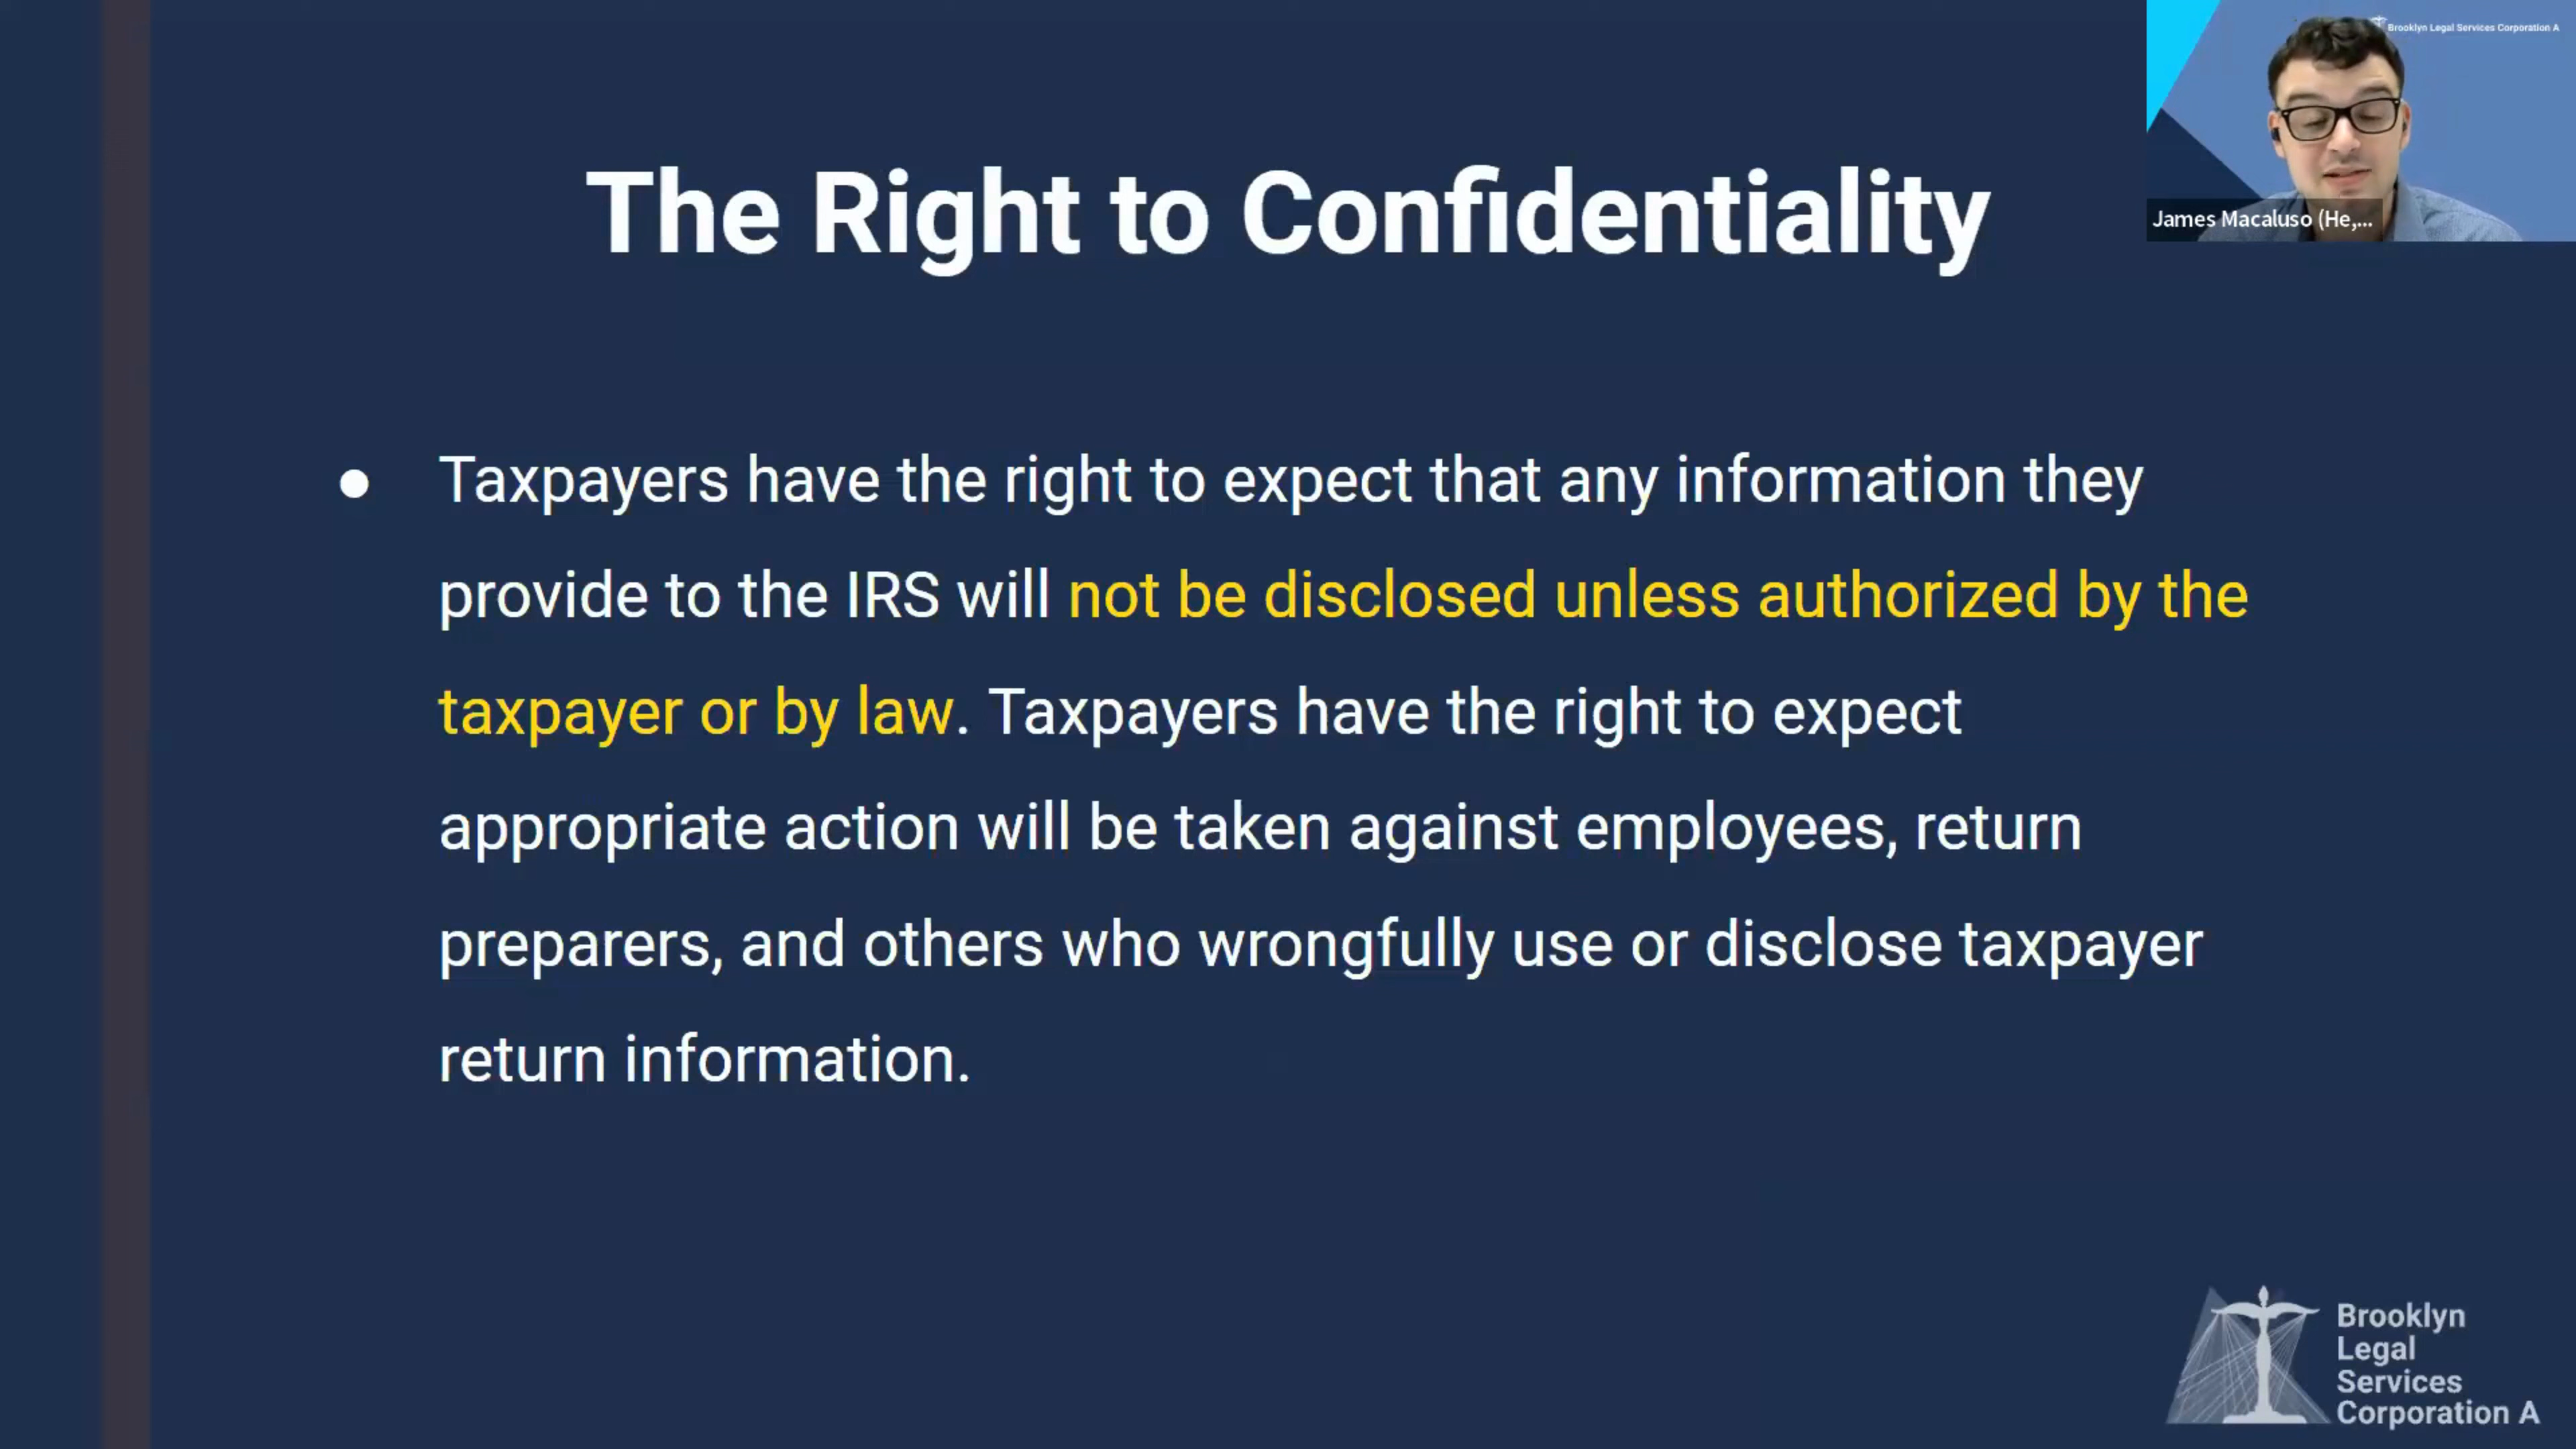 Brooklyn Legal Services Corporation A
The Right to Confidentiality
James Macaluso (He,...
● Taxpayers have the right to expect that any information they
provide to the IRS will not be disclosed unless authorized by the
taxpayer or by law. Taxpayers have the right to expect
appropriate action will be taken against employees, return
preparers, and others who wrongfully use or disclose taxpayer
return information.
Brooklyn
Legal
Services
Corporation A